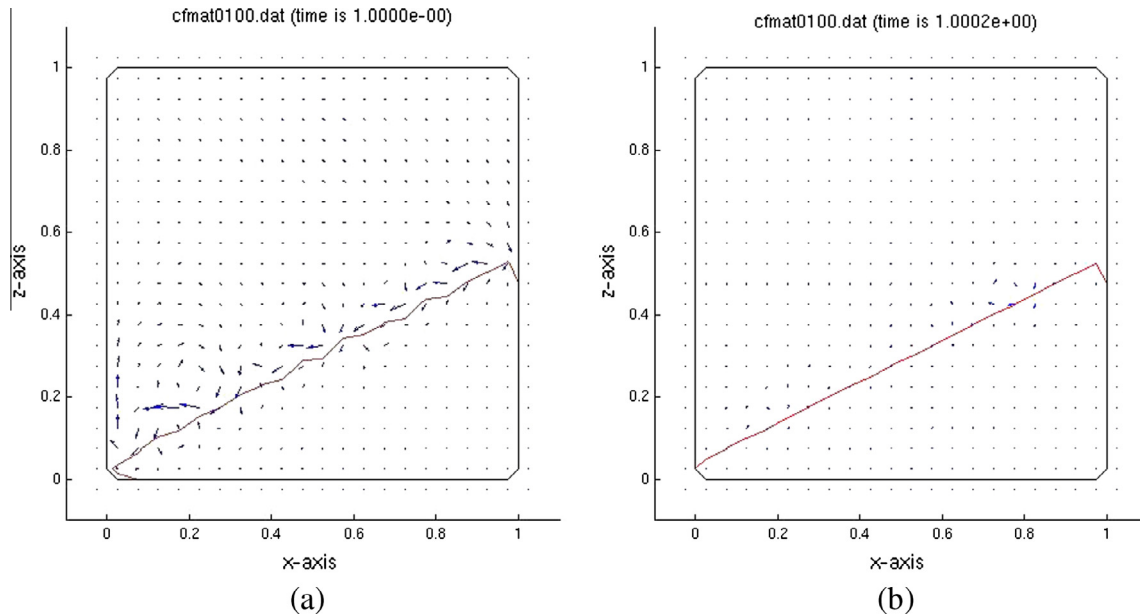 cfmat0100.dat (time is 1.0000e-00)
1
0.8
0.6
0.4
0.2
0
z-axis
0 0.2 0.4 0.6 0.8 1
x-axis
(a)
cfmat0100.dat (time is 1.0002e+00)
1
0.8
0.6
0.4
0.2
0
z-axis
0 0.2 0.4 0.6 0.8 1
x-axis
(b)